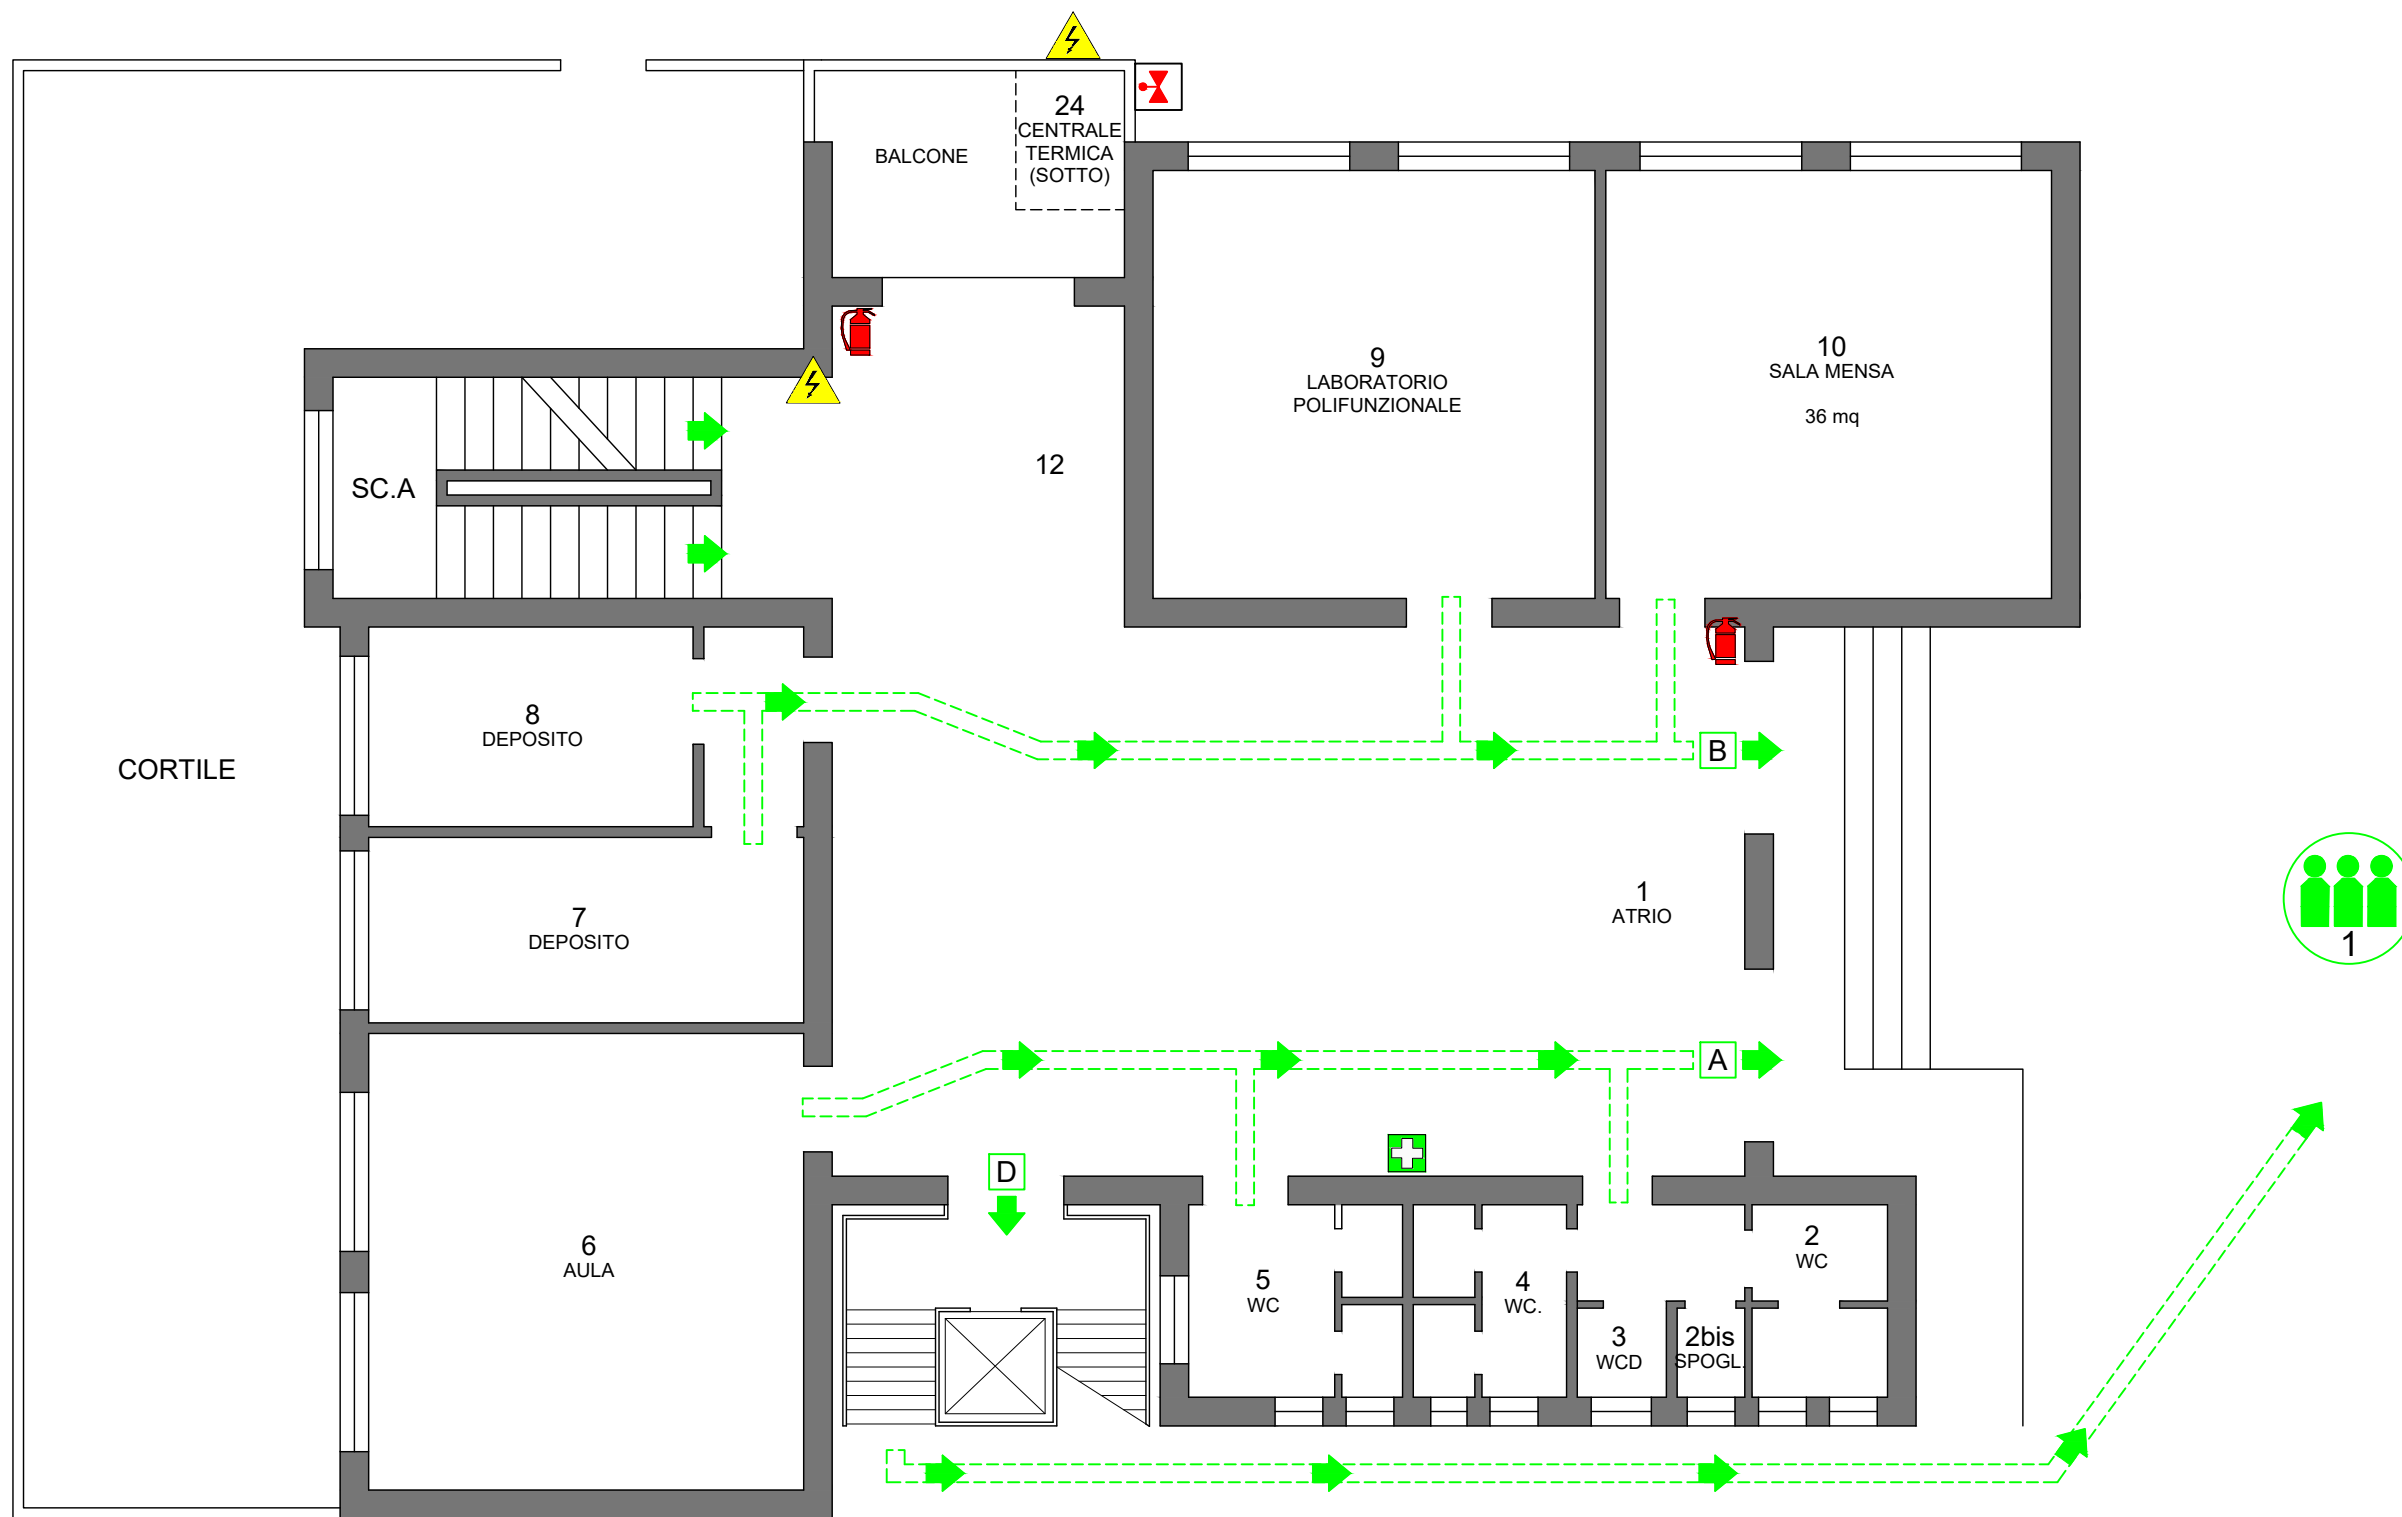 24
CENTRALE
TERMICA
(SOTTO)
BALCONE
9
LABORATORIO
POLIFUNZIONALE
10
SALA MENSA
36 mq
12
SC.A
8
DEPOSITO
B
CORTILE
7
DEPOSITO
1
ATRIO
1
A
D
6
AULA
5
WC
4
WC.
3
WCD
2bis
SPOGL.
2
WC